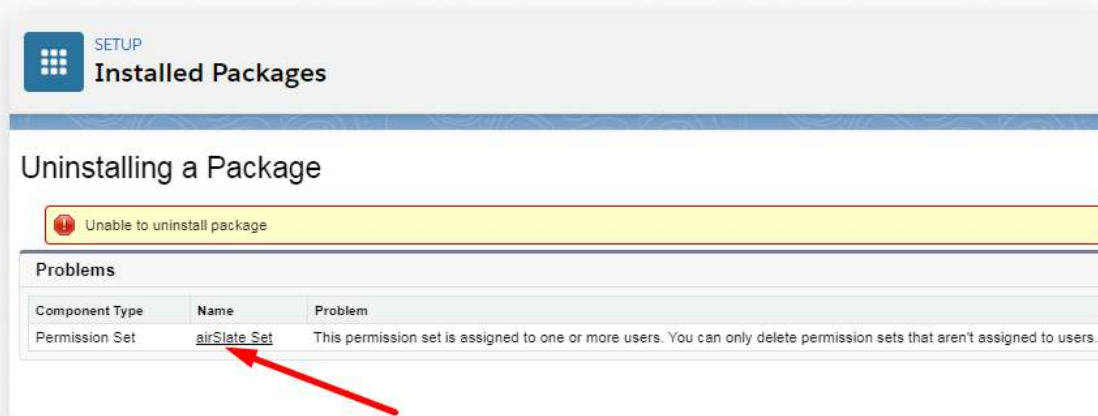 SETUP
Installed Packages
Uninstalling a Package
Unable to uninstall package
Problems
Component Type Name Problem
Permission Set airSlate Set This permission set is assigned to one or more users. You can only delete permission sets that aren't assigned to users.